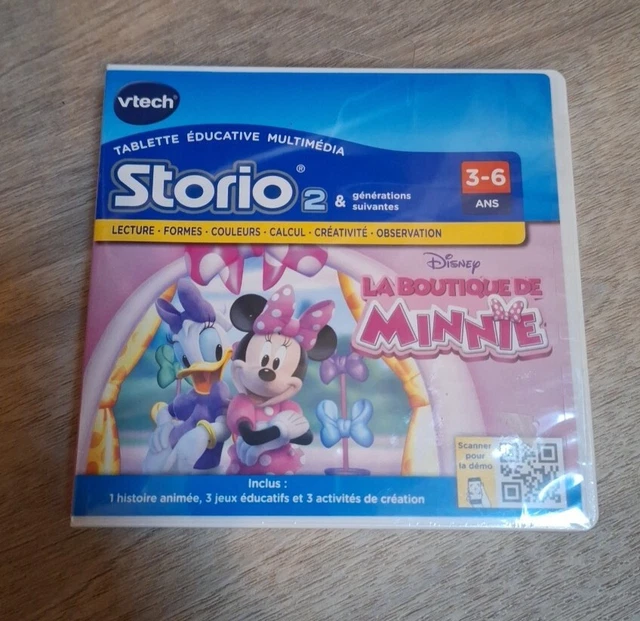 vtech®
TABLETTE ÉDUCATIVE MULTIMÉDIA
Storio® 2 & générations
suivantes
3-6
ANS
LECTURE · FORMES · COULEURS · CALCUL · CRÉATIVITÉ · OBSERVATION
Disney
LA BOUTIQUE DE
MINNIE
Scanner
pour
la démo
Inclus :
1 histoire animée, 3 jeux éducatifs et 3 activités de création